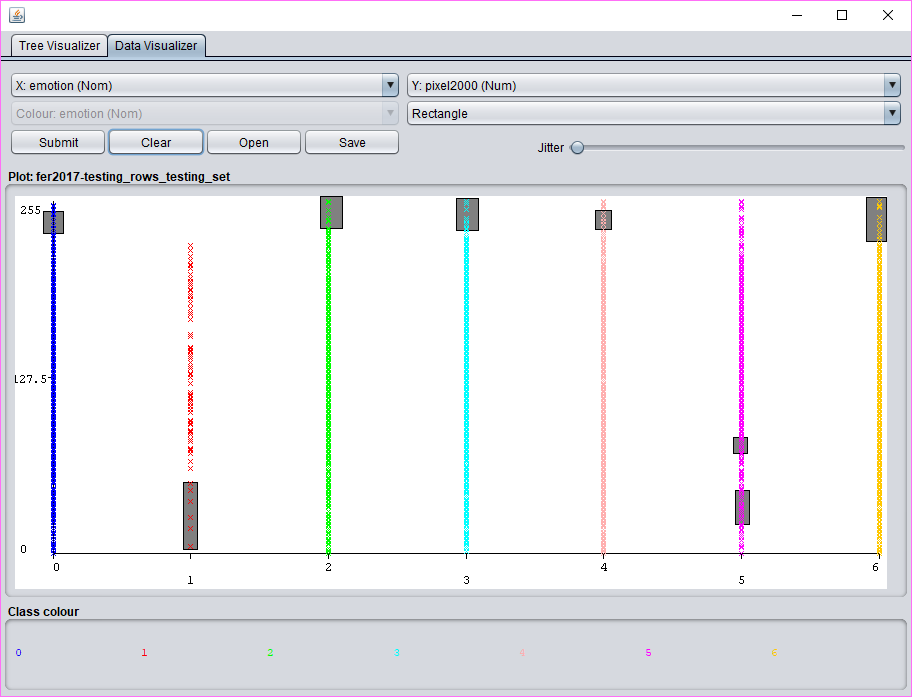 Tree Visualizer Data Visualizer
X: emotion (Nom) Y: pixel2000 (Num)
Colour: emotion (Nom) Rectangle
Submit Clear Open Save Jitter
Plot: fer2017-testing_rows_testing_set
255
127.5
0
0 2 4 6
1 3 5
Class colour
0 1 2 3 4 5 6